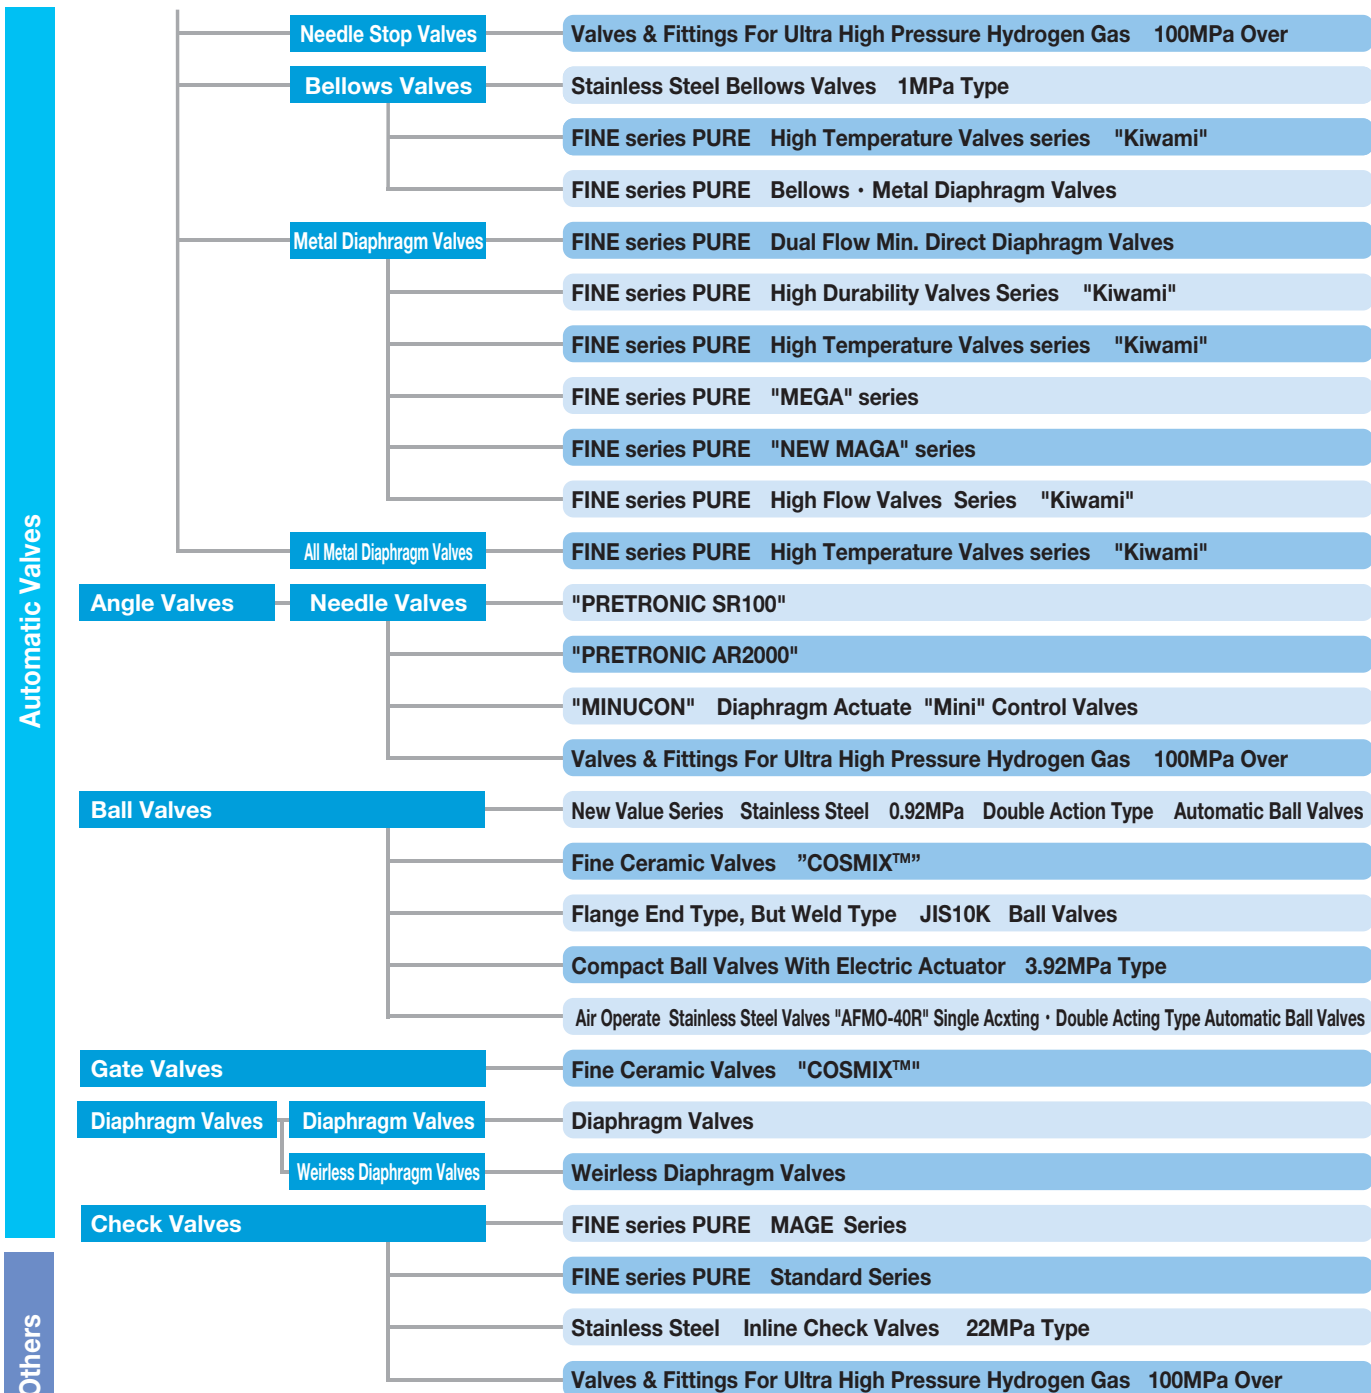 Automatic Valves
Needle Stop Valves
Valves & Fittings For Ultra High Pressure Hydrogen Gas 100MPa Over
Bellows Valves
Stainless Steel Bellows Valves 1MPa Type
FINE series PURE High Temperature Valves series "Kiwami"
FINE series PURE Bellows・Metal Diaphragm Valves
Metal Diaphragm Valves
FINE series PURE Dual Flow Min. Direct Diaphragm Valves
FINE series PURE High Durability Valves Series "Kiwami"
FINE series PURE High Temperature Valves series "Kiwami"
FINE series PURE "MEGA" series
FINE series PURE "NEW MAGA" series
FINE series PURE High Flow Valves Series "Kiwami"
All Metal Diaphragm Valves
FINE series PURE High Temperature Valves series "Kiwami"
Angle Valves
Needle Valves
"PRETRONIC SR100"
"PRETRONIC AR2000"
"MINUCON" Diaphragm Actuate "Mini" Control Valves
Valves & Fittings For Ultra High Pressure Hydrogen Gas 100MPa Over
Ball Valves
New Value Series Stainless Steel 0.92MPa Double Action Type Automatic Ball Valves
Fine Ceramic Valves ”COSMIX™”
Flange End Type, But Weld Type JIS10K Ball Valves
Compact Ball Valves With Electric Actuator 3.92MPa Type
Air Operate Stainless Steel Valves "AFMO-40R" Single Acxting・Double Acting Type Automatic Ball Valves
Gate Valves
Fine Ceramic Valves "COSMIX™"
Diaphragm Valves
Diaphragm Valves
Diaphragm Valves
Weirless Diaphragm Valves
Weirless Diaphragm Valves
Others
Check Valves
FINE series PURE MAGE Series
FINE series PURE Standard Series
Stainless Steel Inline Check Valves 22MPa Type
Valves & Fittings For Ultra High Pressure Hydrogen Gas 100MPa Over